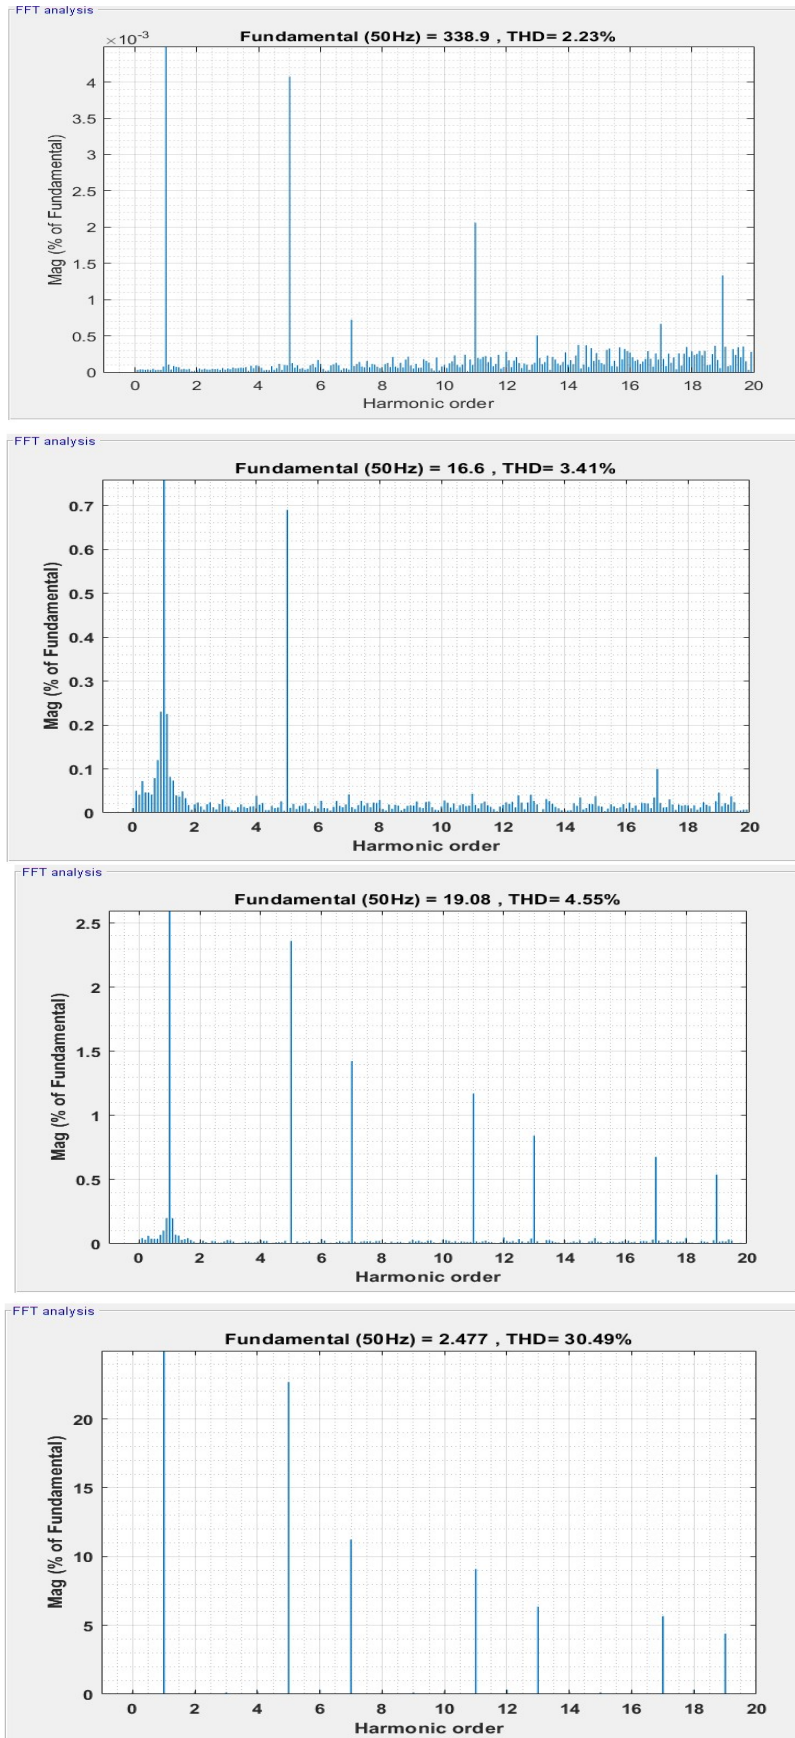 FFT analysis
Fundamental (50Hz) = 338.9 , THD= 2.23%
×10-3
4
3.5
3
2.5
2
1.5
1
0.5
0
Mag (% of Fundamental)
0 2 4 6 8 10 12 14 16 18 20
Harmonic order
FFT analysis
Fundamental (50Hz) = 16.6 , THD= 3.41%
0.7
0.6
0.5
0.4
0.3
0.2
0.1
0
Mag (% of Fundamental)
0 2 4 6 8 10 12 14 16 18 20
Harmonic order
FFT analysis
Fundamental (50Hz) = 19.08 , THD= 4.55%
2.5
2
1.5
1
0.5
0
Mag (% of Fundamental)
0 2 4 6 8 10 12 14 16 18 20
Harmonic order
FFT analysis
Fundamental (50Hz) = 2.477 , THD= 30.49%
20
15
10
5
0
Mag (% of Fundamental)
0 2 4 6 8 10 12 14 16 18 20
Harmonic order